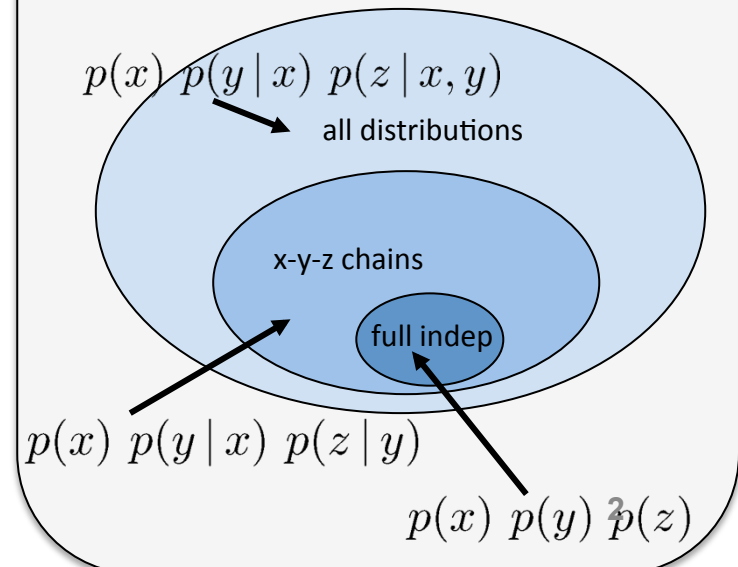 p(x) p(y | x) p(z | x, y)
all distributions
x-y-z chains
full indep
p(x) p(y | x) p(z | y)
p(x) p(y) p(z)
2